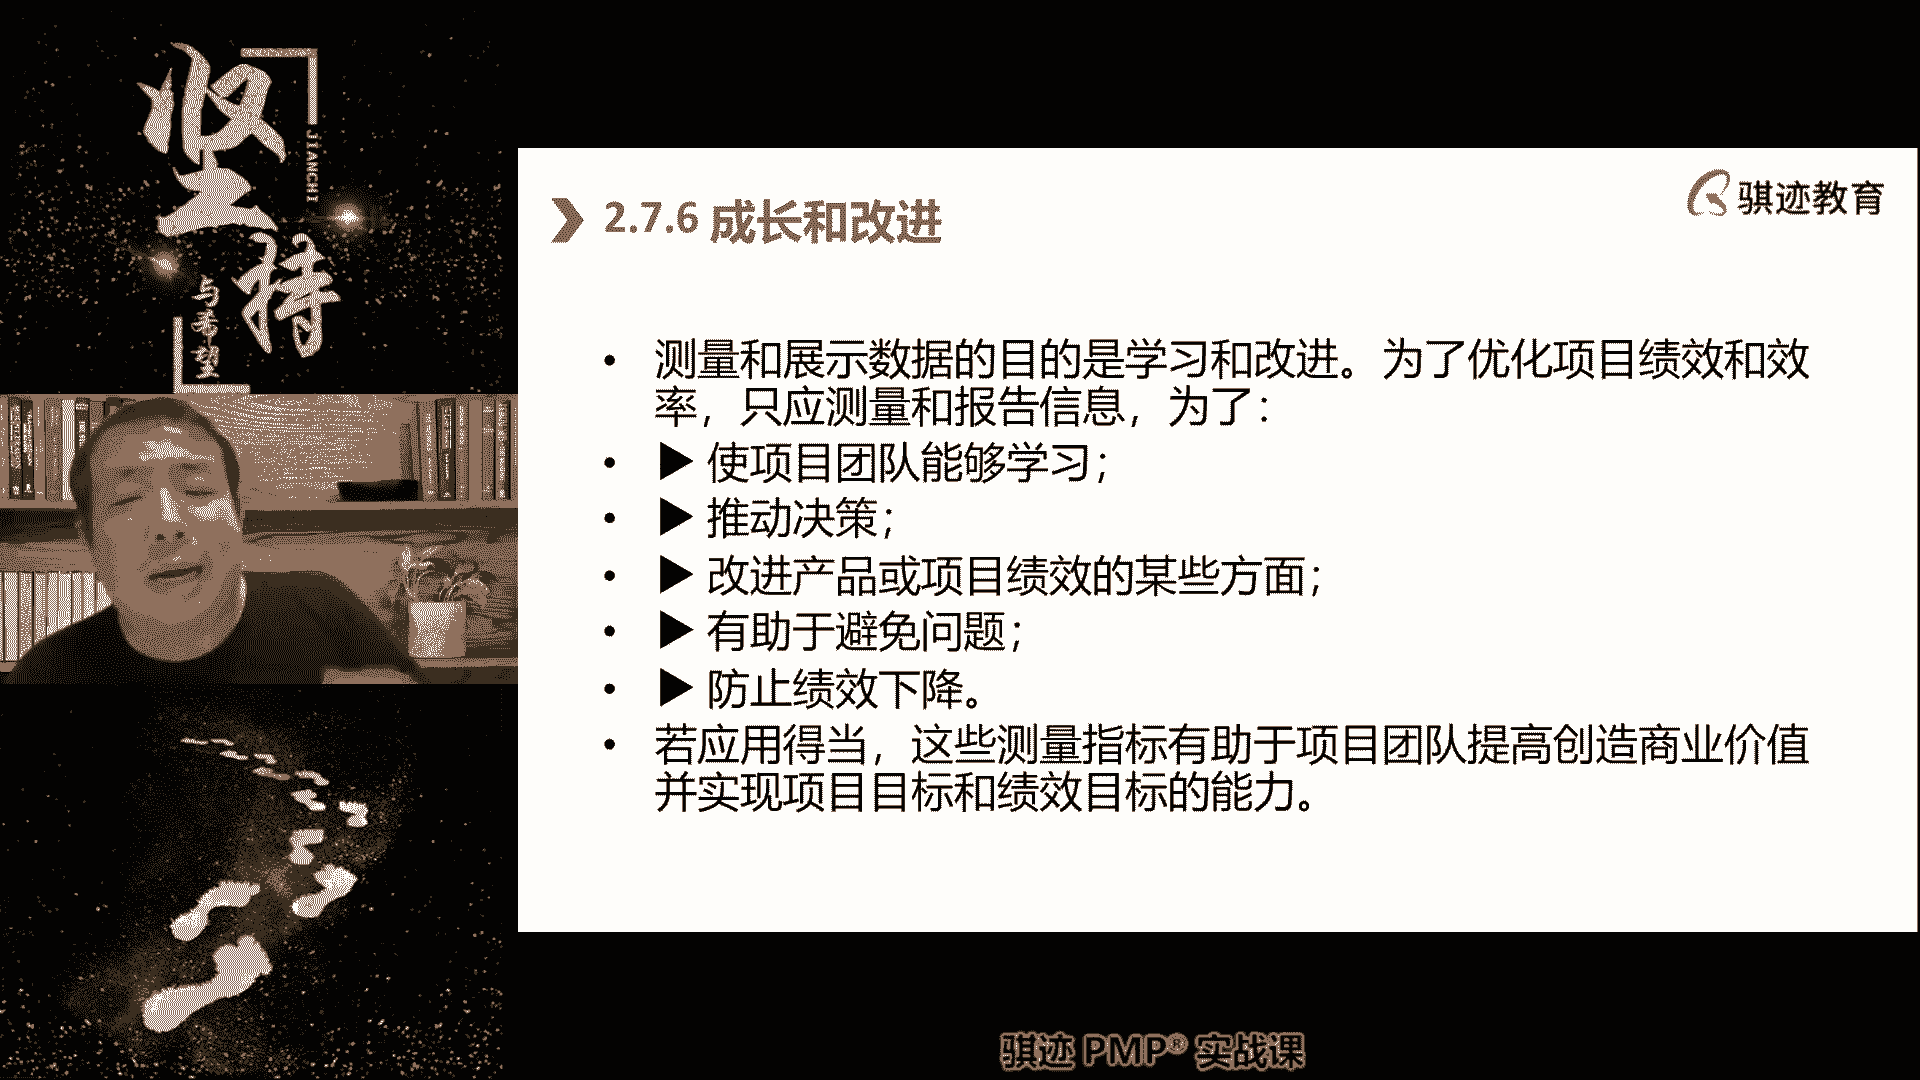 坚持
JIANCHI
与希望
骐迹教育
2.7.6 成长和改进
• 测量和展示数据的目的是学习和改进。为了优化项目绩效和效
率，只应测量和报告信息，为了：
• ▶ 使项目团队能够学习；
• ▶ 推动决策；
• ▶ 改进产品或项目绩效的某些方面；
• ▶ 有助于避免问题；
• ▶ 防止绩效下降。
• 若应用得当，这些测量指标有助于项目团队提高创造商业价值
并实现项目目标和绩效目标的能力。
骐迹 PMP® 实战课